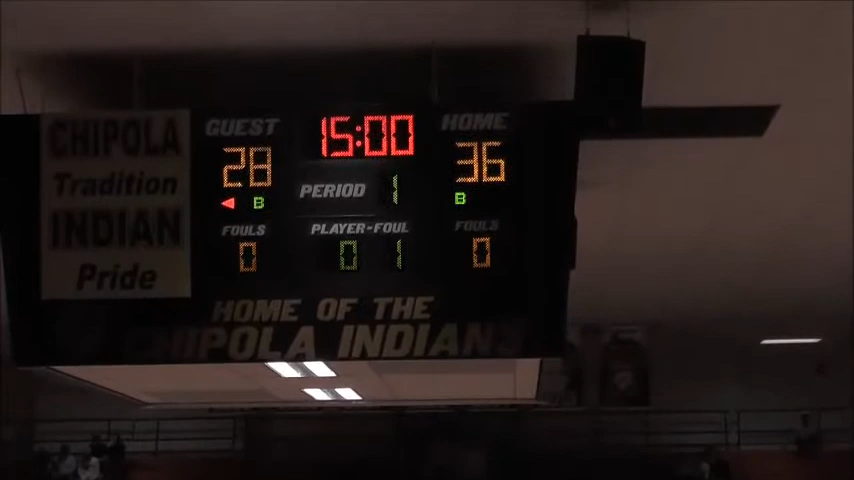 CHIPOLA
Tradition
INDIAN
Pride
GUEST 15:00 HOME
28 36
PERIOD 1
B B
FOULS PLAYER-FOUL FOULS
0 0 1 0
HOME OF THE
CHIPOLA INDIANS